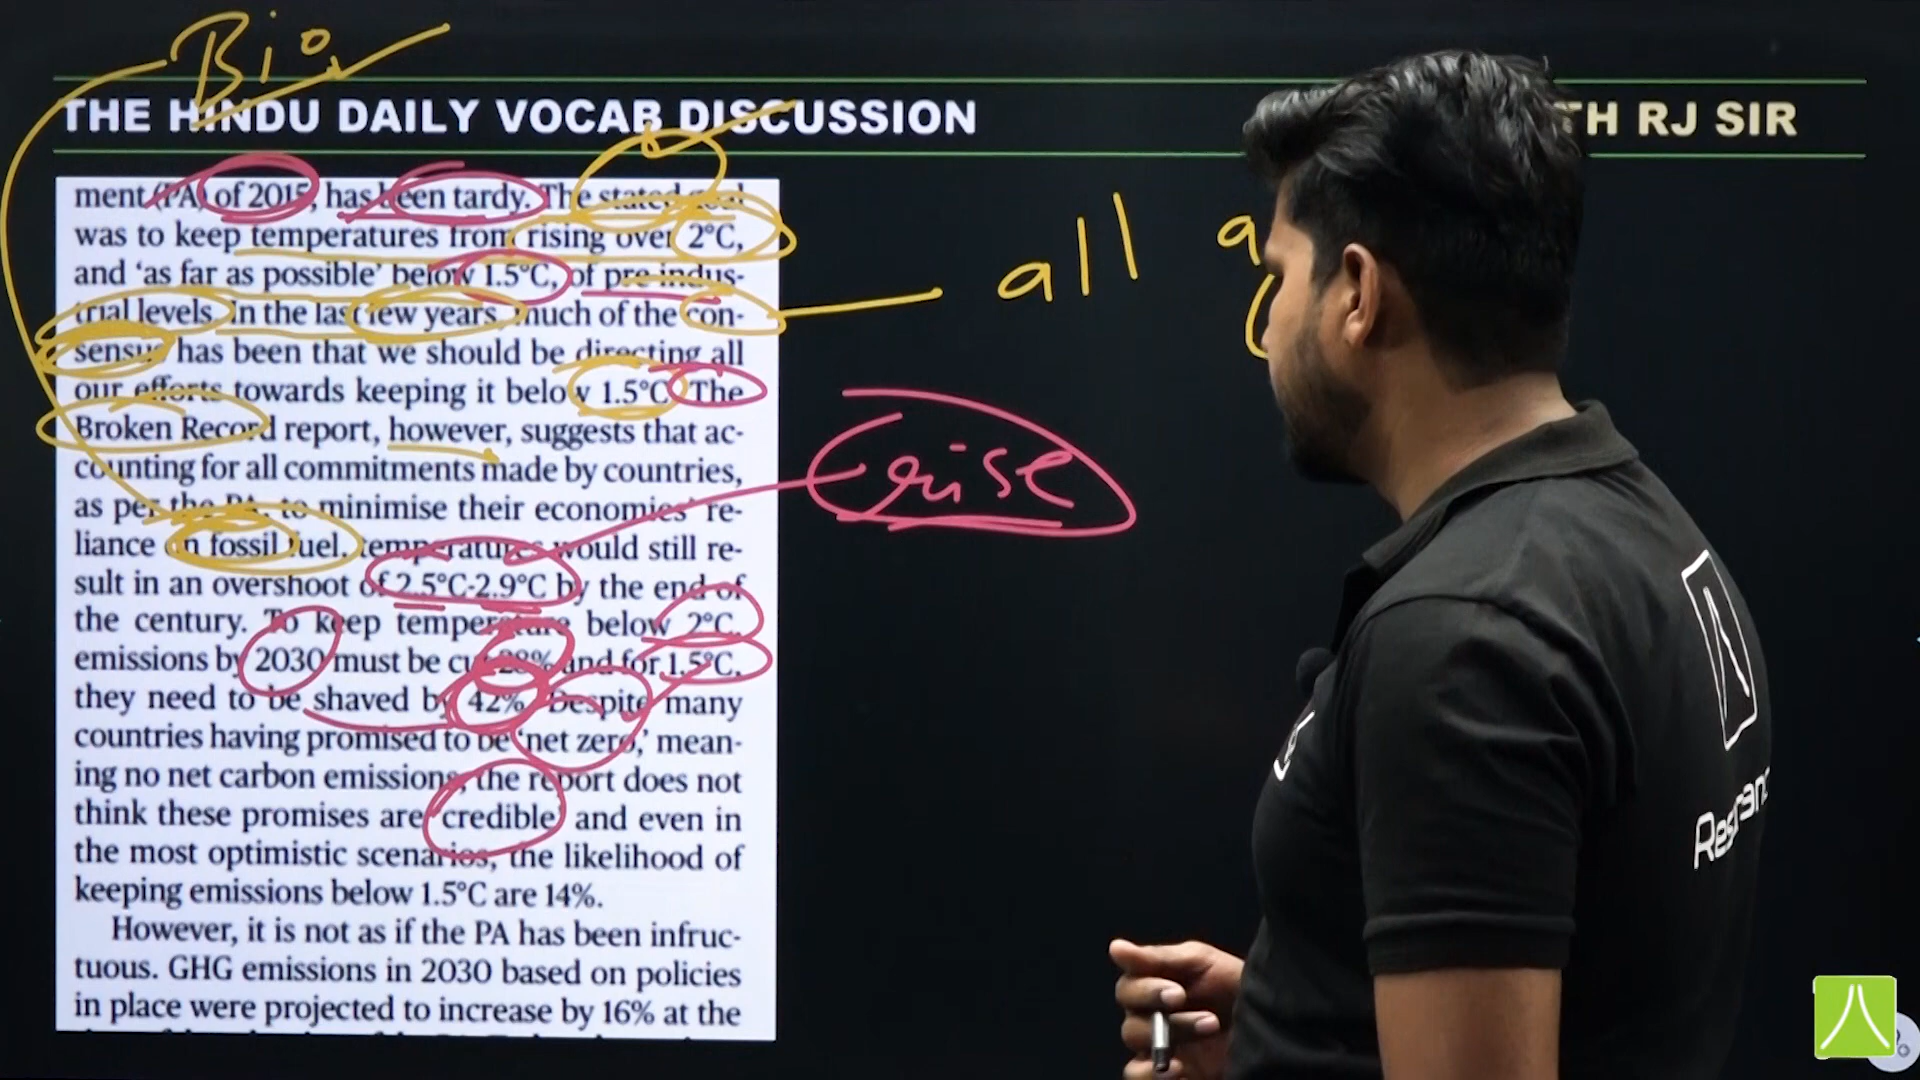 Bio
THE HINDU DAILY VOCAB DISCUSSION
TH RJ SIR
ment (PA) of 2015, has been tardy. The stated goal
was to keep temperatures from rising over 2°C,
and ‘as far as possible’ below 1.5°C, of pre-indus-
trial levels. In the last few years, much of the con-
sensus has been that we should be directing all
our efforts towards keeping it below 1.5°C. The
Broken Record report, however, suggests that ac-
counting for all commitments made by countries,
as per the PA, to minimise their economies’ re-
liance on fossil fuel, temperatures would still re-
sult in an overshoot of 2.5°C-2.9°C by the end of
the century. To keep temperature below 2°C,
emissions by 2030 must be cut 28% and for 1.5°C,
they need to be shaved by 42%. Despite many
countries having promised to be ‘net zero,’ mean-
ing no net carbon emissions, the report does not
think these promises are credible and even in
the most optimistic scenarios, the likelihood of
keeping emissions below 1.5°C are 14%.
However, it is not as if the PA has been infruc-
tuous. GHG emissions in 2030 based on policies
in place were projected to increase by 16% at the
all
rise